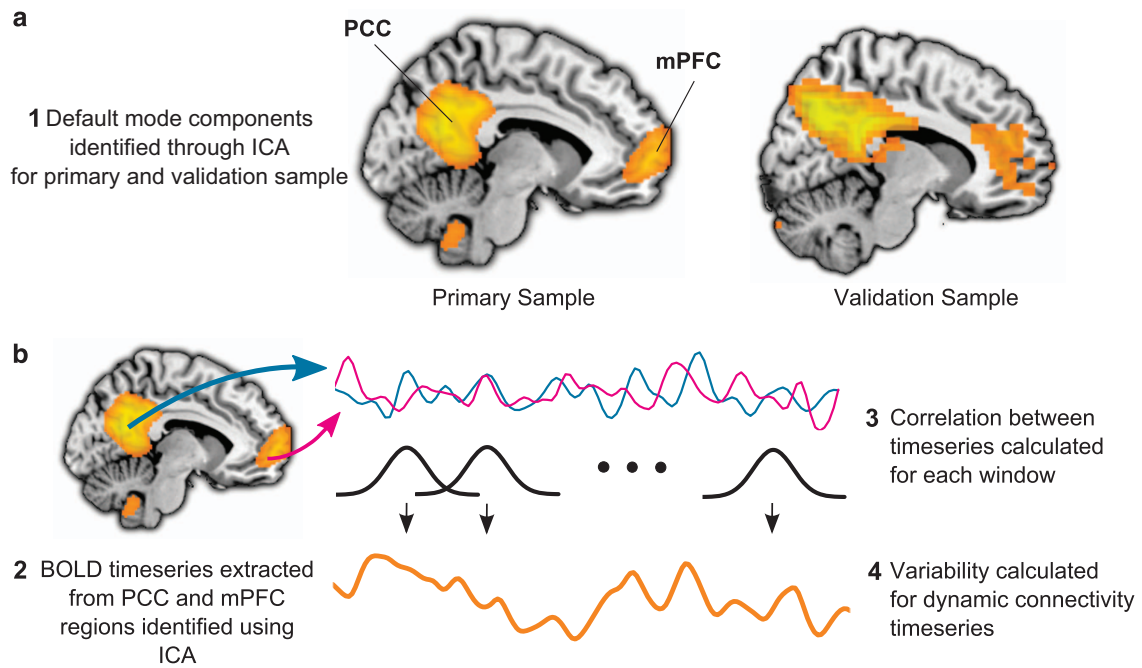 a
PCC
mPFC
1 Default mode components
identified through ICA
for primary and validation sample
Primary Sample
Validation Sample
b
3 Correlation between
timeseries calculated
for each window
2 BOLD timeseries extracted
from PCC and mPFC
regions identified using
ICA
4 Variability calculated
for dynamic connectivity
timeseries